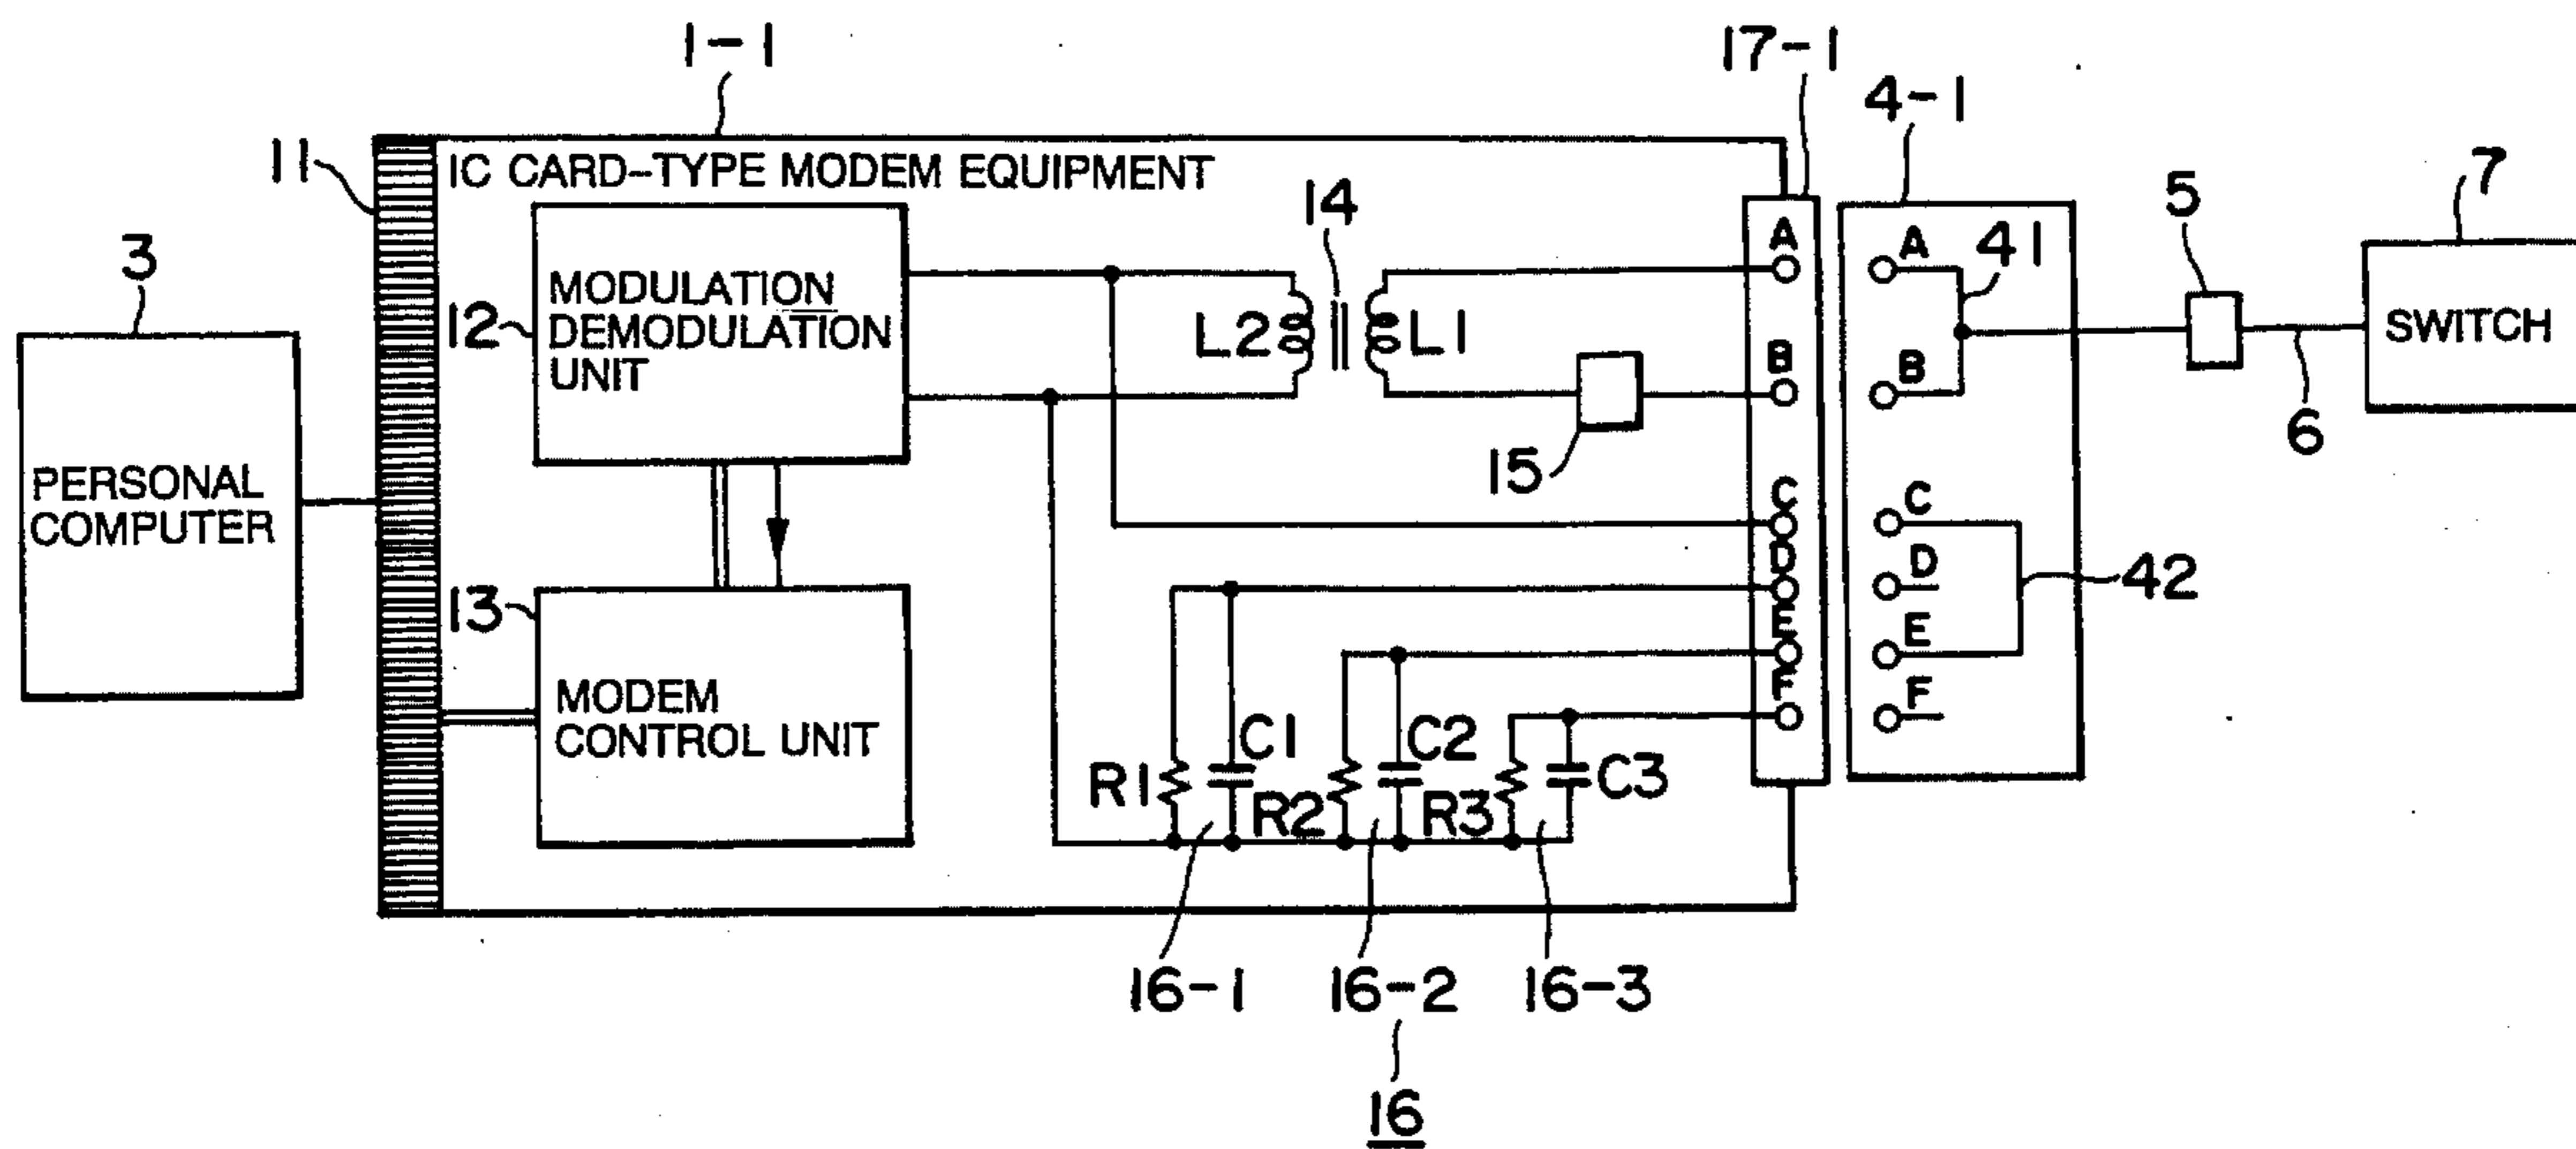 1-1
17-1
4-1
11
IC CARD-TYPE MODEM EQUIPMENT
14
5
7
3
12
MODULATION
DEMODULATION
UNIT
L2
L1
A
B
A
B
41
SWITCH
6
15
PERSONAL
COMPUTER
C
D
E
F
C
D
E
F
42
13
MODEM
CONTROL UNIT
R1
C1
R2
C2
R3
C3
16-1
16-2
16-3
16